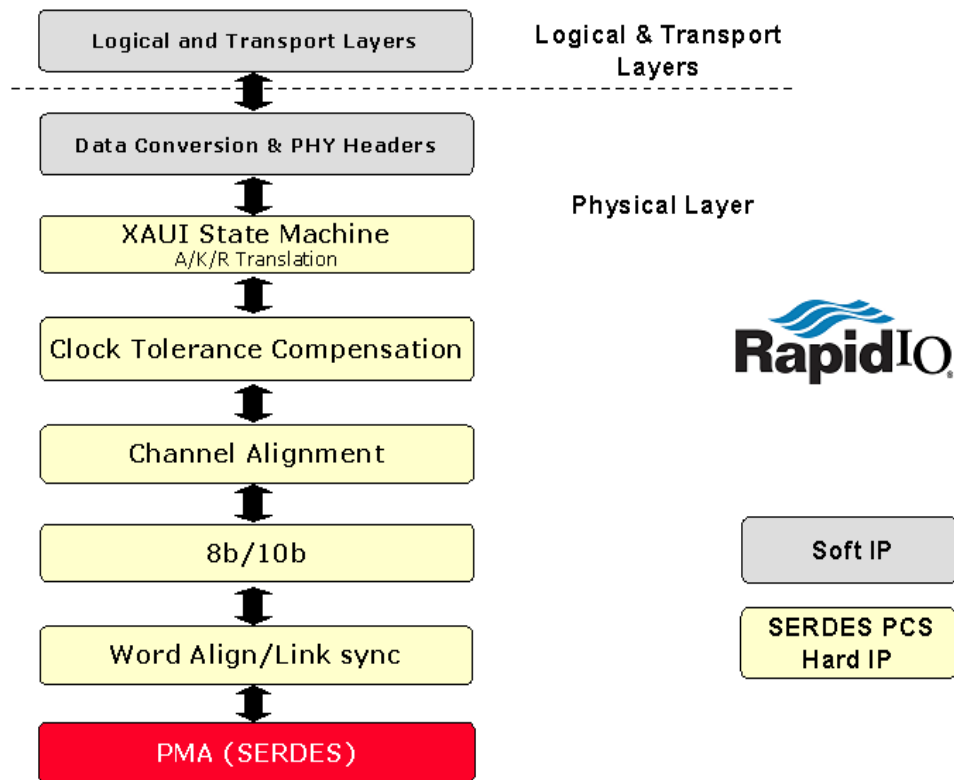 Logical and Transport Layers
Logical & Transport
Layers
Data Conversion & PHY Headers
Physical Layer
XAUI State Machine
A/K/R Translation
Clock Tolerance Compensation
RapidIO®
Channel Alignment
8b/10b
Soft IP
Word Align/Link sync
SERDES PCS
Hard IP
PMA (SERDES)